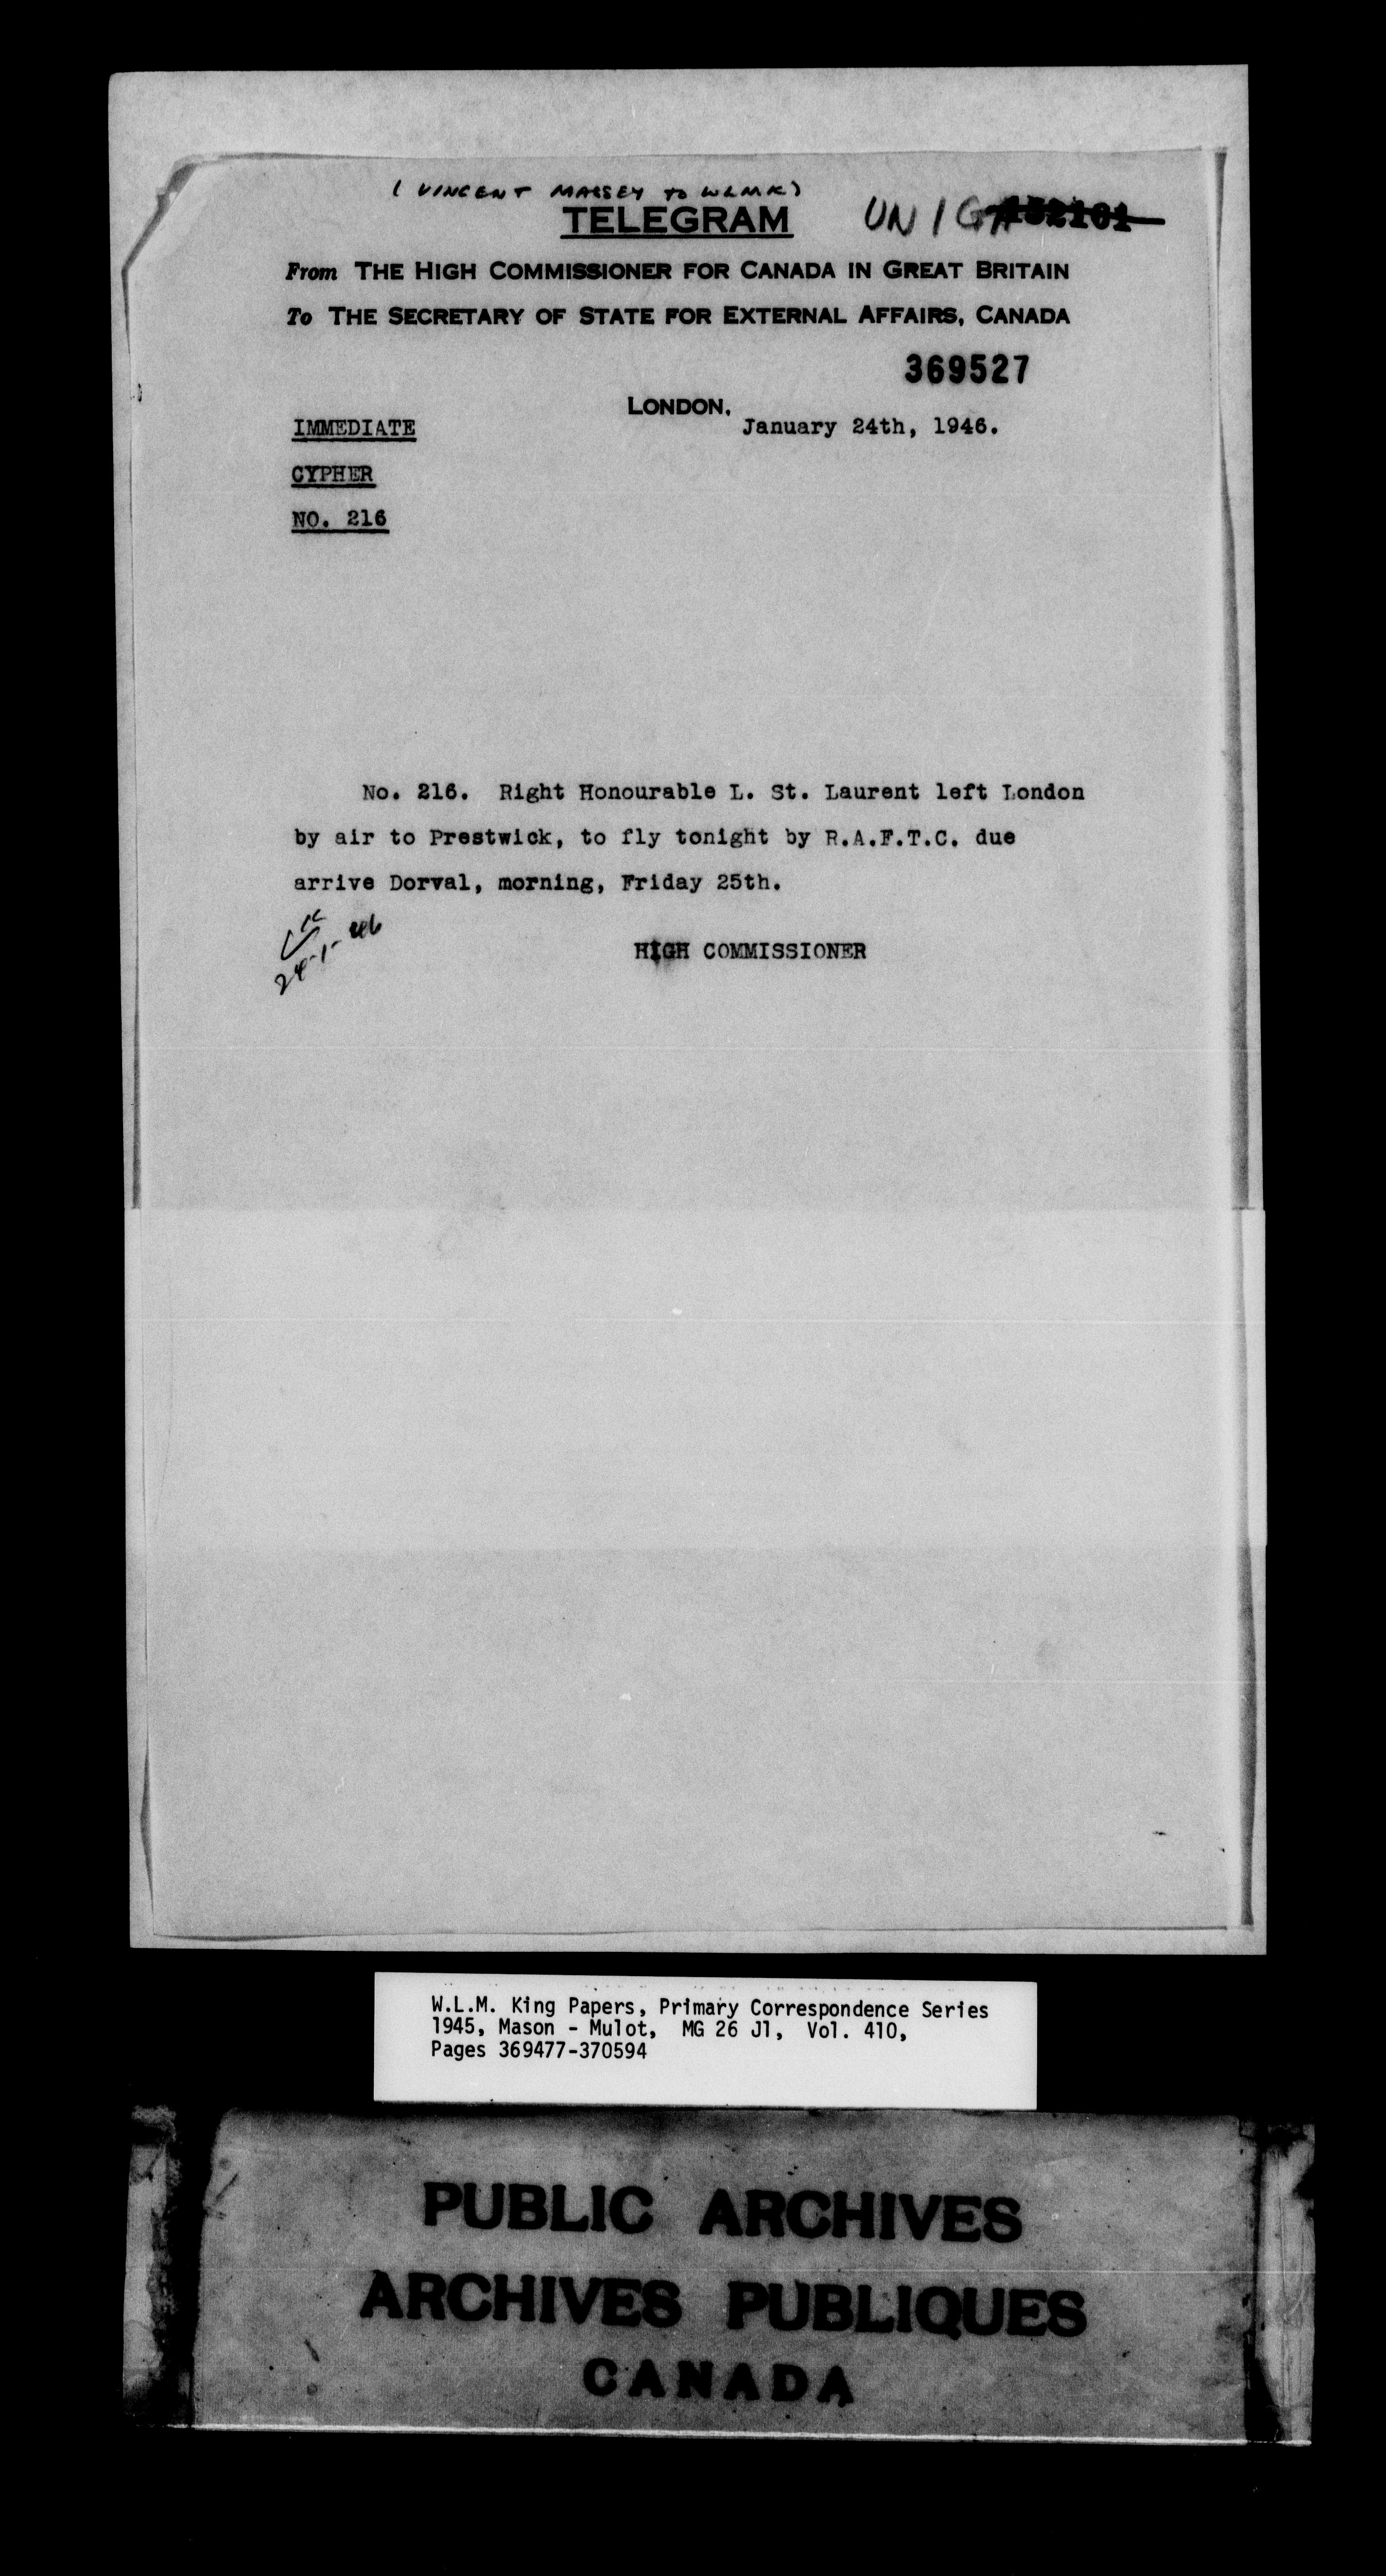 ( VINCENT MASSEY TO WLMK)
TELEGRAM
From THE HIGH COMMISSIONER FOR CANADA IN GREAT BRITAIN
To THE SECRETARY OF STATE FOR EXTERNAL AFFAIRS, CANADA
369527
LONDON,
January 24th, 1946.
IMMEDIATE
CYPHER
NO. 216
No. 216. Right Honourable L. St. Laurent left London
by air to Prestwick, to fly tonight by R.A.F.T.C. due
arrive Dorval, morning, Friday 25th.
24-1-46
HIGH COMMISSIONER
W.L.M. King Papers, Primary Correspondence Series
1945, Mason - Mulot, MG 26 J1, Vol. 410,
Pages 369477-370594
PUBLIC ARCHIVES
ARCHIVES PUBLIQUES
CANADA